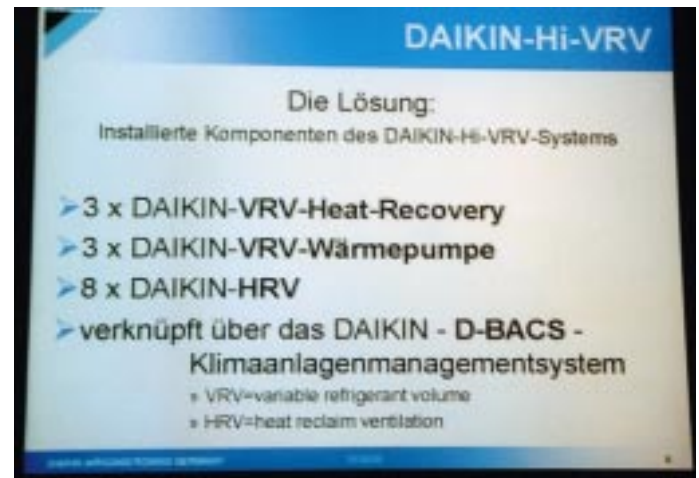 DAIKIN-Hi-VRV
Die Lösung:
Installierte Komponenten des DAIKIN-Hi-VRV-Systems
➢3 x DAIKIN-VRV-Heat-Recovery
➢3 x DAIKIN-VRV-Wärmepumpe
➢8 x DAIKIN-HRV
➢verknüpft über das DAIKIN - D-BACS -
Klimaanlagenmanagementsystem
» VRV=variable refrigerant volume
» HRV=heat reclaim ventilation